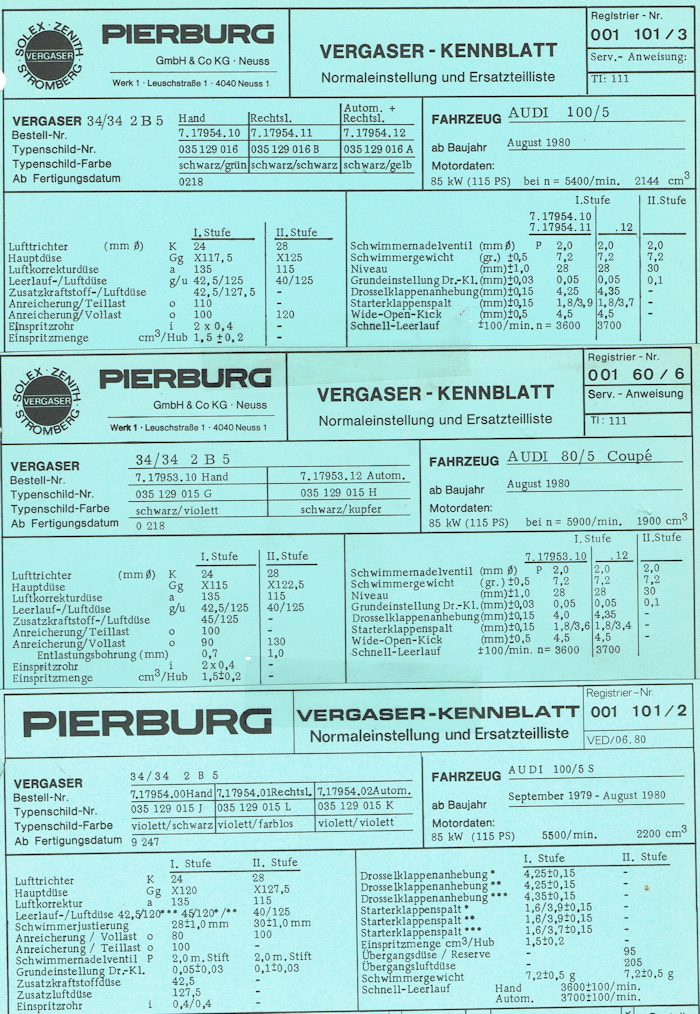 SOLEX · ZENITH
VERGASER
STROMBERG
PIERBURG
GmbH & Co KG · Neuss
Werk 1 · Leuschstraße 1 · 4040 Neuss 1
VERGASER - KENNBLATT
Normaleinstellung und Ersatzteilliste
Registrier - Nr.
001 101/3
Serv.- Anweisung:
TI: 111
VERGASER 34/34 2 B 5 Hand Rechtsl. Autom. + Rechtsl.
Bestell-Nr. 7.17954.10 7.17954.11 7.17954.12
Typenschild-Nr. 035 129 016 035 129 016 B 035 129 016 A
Typenschild-Farbe schwarz/grün schwarz/schwarz schwarz/gelb
Ab Fertigungsdatum 0218
FAHRZEUG AUDI 100/5
ab Baujahr August 1980
Motordaten:
85 kW (115 PS) bei n = 5400/min. 2144 cm³
I.Stufe II.Stufe
Lufttrichter (mm Ø) K 24 28
Hauptdüse Gg X117,5 X125
Luftkorrekturdüse a 135 115
Leerlauf-/Luftdüse g/u 42,5/125 40/125
Zusatzkraftstoff-/Luftdüse 42,5/127,5 -
Anreicherung/Teillast o 110 -
Anreicherung/Vollast o 100 120
Einspritzrohr i 2 x 0,4 -
Einspritzmenge cm³/Hub 1,5 ± 0,2 -
I.Stufe II.Stufe
7.17954.10
7.17954.11 .12
Schwimmernadelventil (mm Ø) P 2,0 2,0 2,0
Schwimmergewicht (gr.) ±0,5 7,2 7,2 7,2
Niveau (mm)±1,0 28 28 30
Grundeinstellung Dr.-Kl. (mm)±0,03 0,05 0,05 0,1
Drosselklappenanhebung (mm)±0,15 4,25 4,35 -
Starterklappenspalt (mm)±0,15 1,8/3,9 1,8/3,7 -
Wide-Open-Kick (mm)±0,5 4,5 4,5 -
Schnell-Leerlauf ±100/min. n = 3600 3700 -
SOLEX · ZENITH
VERGASER
STROMBERG
PIERBURG
GmbH & Co KG · Neuss
Werk 1 · Leuschstraße 1 · 4040 Neuss 1
VERGASER - KENNBLATT
Normaleinstellung und Ersatzteilliste
Registrier - Nr.
001 60/6
Serv. - Anweisung
TI: 111
VERGASER 34/34 2 B 5
Bestell-Nr. 7.17953.10 Hand 7.17953.12 Autom.
Typenschild-Nr. 035 129 015 G 035 129 015 H
Typenschild-Farbe schwarz/violett schwarz/kupfer
Ab Fertigungsdatum 0 218
FAHRZEUG AUDI 80/5 Coupé
ab Baujahr August 1980
Motordaten:
85 kW (115 PS) bei n = 5900/min. 1900 cm³
I.Stufe II.Stufe
Lufttrichter (mm Ø) K 24 28
Hauptdüse Gg X115 X122,5
Luftkorrekturdüse a 135 115
Leerlauf-/Luftdüse g/u 42,5/125 40/125
Zusatzkraftstoff-/Luftdüse 45/125 -
Anreicherung/Teillast o 100 -
Anreicherung/Vollast o 90 130
Entlastungsbohrung (mm) 0,7 1,0
Einspritzrohr i 2x0,4 -
Einspritzmenge cm³/Hub 1,5±0,2 -
I.Stufe II.Stufe
7.17953.10 .12
Schwimmernadelventil (mm Ø) P 2,0 2,0 2,0
Schwimmergewicht (gr.)±0,5 7,2 7,2 7,2
Niveau (mm)±1,0 28 28 30
Grundeinstellung Dr.-Kl. (mm)±0,03 0,05 0,05 0,1
Drosselklappenanhebung (mm)±0,15 4,0 4,35 -
Starterklappenspalt (mm)±0,15 1,8/3,6 1,8/3,4 -
Wide-Open-Kick (mm)±0,5 4,5 4,5 -
Schnell-Leerlauf ±100/min. n = 3600 3700 -
PIERBURG
VERGASER-KENNBLATT
Normaleinstellung und Ersatzteilliste
Registrier-Nr.
001 101/2
VED/06.80
VERGASER 34/34 2 B 5
Bestell-Nr. 7.17954.00Hand 7.17954.01Rechtsl. 7.17954.02Autom.
Typenschild-Nr. 035 129 015 J 035 129 015 L 035 129 015 K
Typenschild-Farbe violett/schwarz violett/farblos violett/violett
Ab Fertigungsdatum 9 247
FAHRZEUG AUDI 100/5 S
ab Baujahr September 1979 - August 1980
Motordaten:
85 kW (115 PS) 5500/min. 2200 cm³
I. Stufe II. Stufe
Lufttrichter K 24 28
Hauptdüse Gg X120 X127,5
Luftkorrektur a 135 115
Leerlauf-/Luftdüse 42,5/120*** 45/120*/** 40/125
Schwimmerjustierung 28±1,0mm 30±1,0mm
Anreicherung / Vollast o 80 100
Anreicherung / Teillast o 100 -
Schwimmernadelventil P 2,0 m. Stift 2,0 m. Stift
Grundeinstellung Dr.-Kl. 0,05±0,03 0,1±0,03
Zusatzkraftstoffdüse 42,5 -
Zusatzluftdüse 127,5 -
Einspritzrohr i 0,4/0,4 -
I. Stufe II. Stufe
Drosselklappenanhebung * 4,25±0,15 -
Drosselklappenanhebung ** 4,25±0,15 -
Drosselklappenanhebung *** 4,35±0,15 -
Starterklappenspalt * 1,6/3,9±0,15 -
Starterklappenspalt ** 1,6/3,9±0,15 -
Starterklappenspalt *** 1,6/3,7±0,15 -
Einspritzmenge cm3/Hub 1,5±0,2 -
Übergangsdüse / Reserve - 95
Übergangsluftdüse - 205
Schwimmergewicht 7,2±0,5 g 7,2±0,5 g
Schnell-Leerlauf Hand 3600±100/min.
Autom. 3700±100/min.